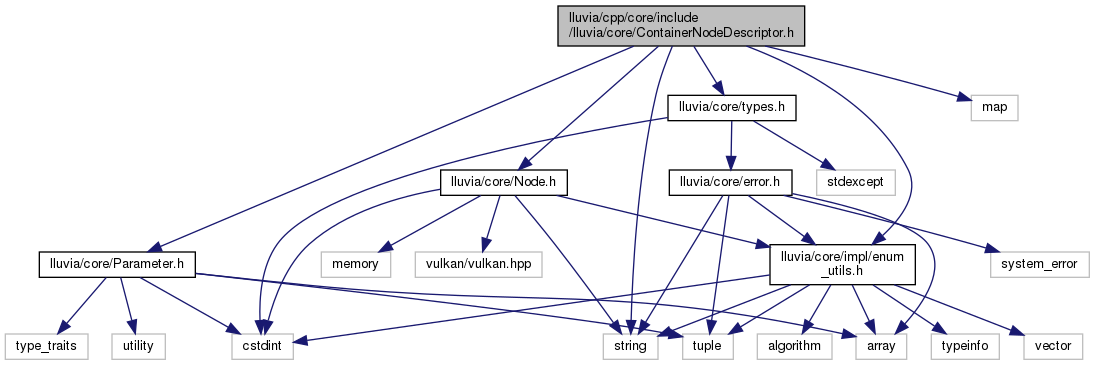 lluvia/cpp/core/include
/lluvia/core/ContainerNodeDescriptor.h
lluvia/core/types.h
map
lluvia/core/Node.h
lluvia/core/error.h
stdexcept
lluvia/core/Parameter.h
memory
vulkan/vulkan.hpp
lluvia/core/impl/enum
_utils.h
system_error
type_traits
utility
cstdint
string
tuple
algorithm
array
typeinfo
vector